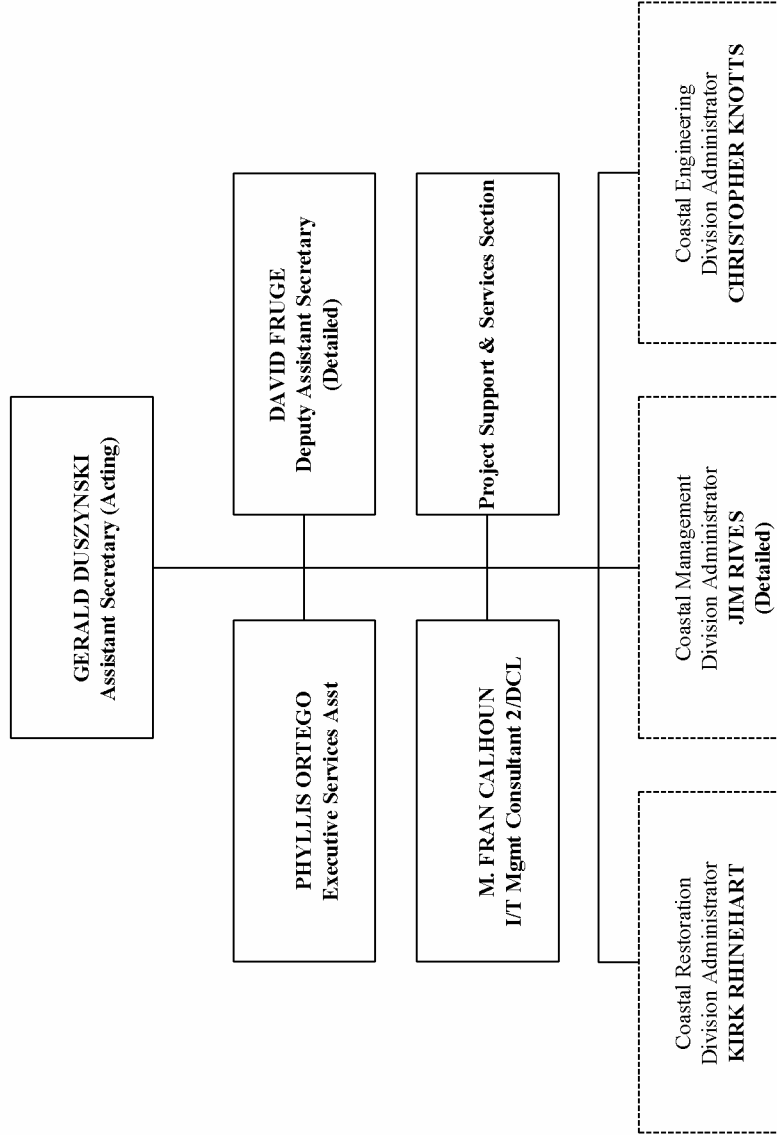 GERALD DUSZYNSKI
Assistant Secretary (Acting)
PHYLLIS ORTEGO
Executive Services Asst
DAVID FRUGE
Deputy Assistant Secretary
(Detailed)
M. FRAN CALHOUN
I/T Mgmt Consultant 2/DCL
Project Support & Services Section
Coastal Restoration
Division Administrator
KIRK RHINEHART
Coastal Management
Division Administrator
JIM RIVES
(Detailed)
Coastal Engineering
Division Administrator
CHRISTOPHER KNOTTS